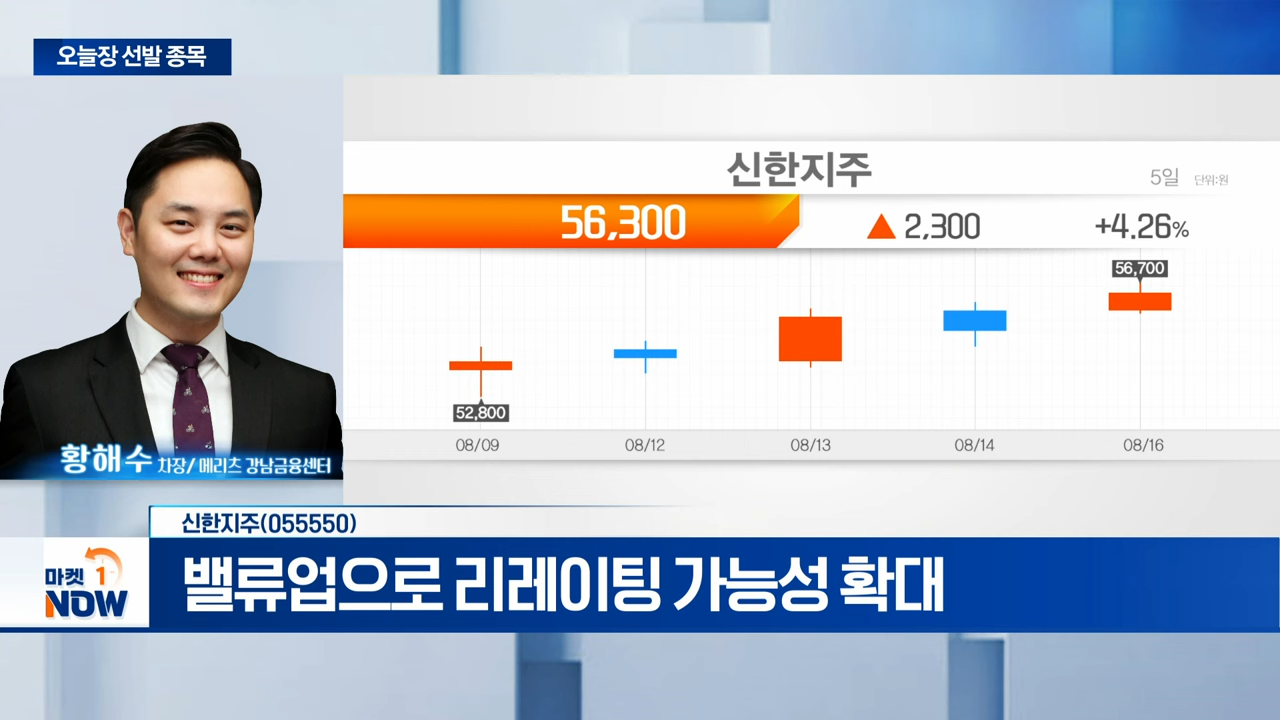 오늘장 선발 종목
신한지주
5일 단위:원
56,300 ▲ 2,300 +4.26%
56,700
52,800
08/09 08/12 08/13 08/14 08/16
황해수 차장/ 메리츠 강남금융센터
신한지주(055550)
밸류업으로 리레이팅 가능성 확대
마켓 1
NOW